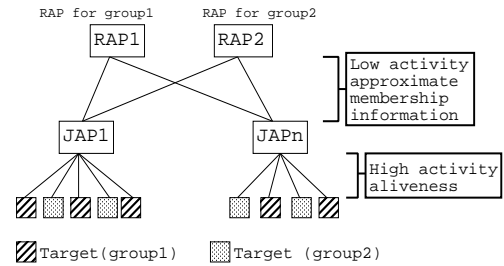 RAP for group1 RAP for group2
RAP1 RAP2
Low activity
approximate
membership
information
JAP1 JAPn
High activity
aliveness
Target(group1) Target (group2)